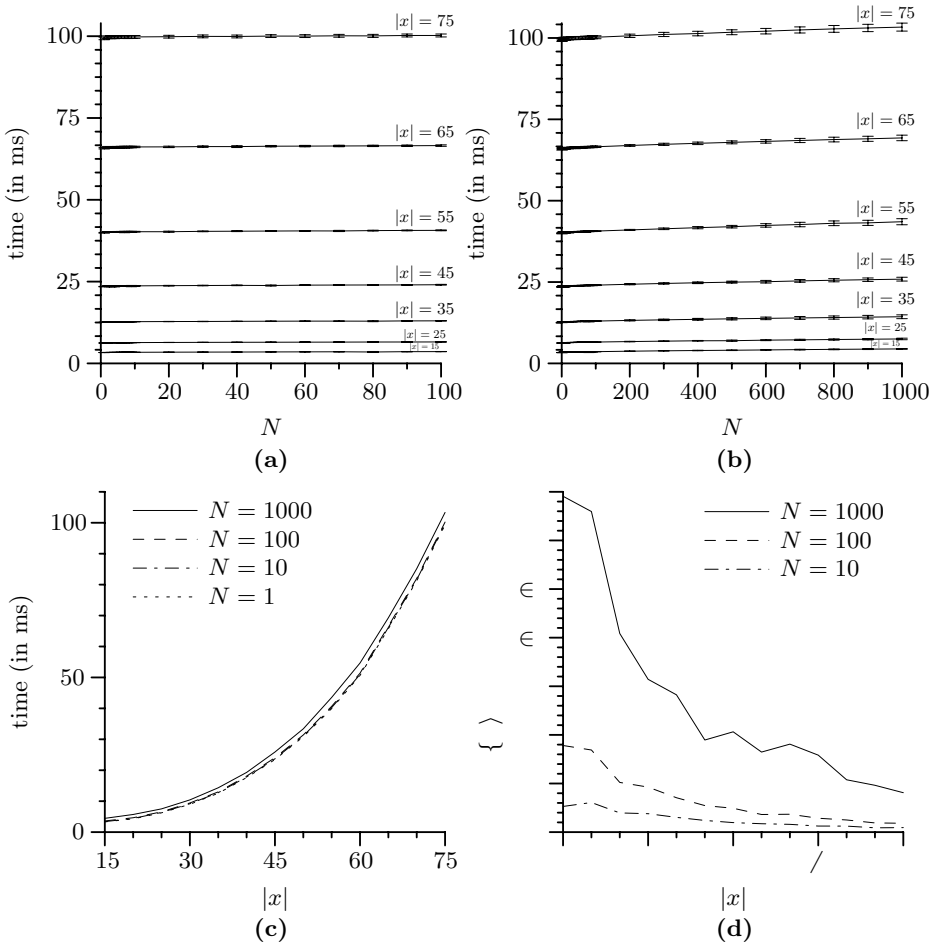 |x| = 75
100
|x| = 65
75
|x| = 55
50
|x| = 45
25
|x| = 35
|x| = 25
|x| = 15
0
time (in ms)
0 20 40 60 80 100
N
(a)
|x| = 75
100
|x| = 65
75
|x| = 55
50
|x| = 45
25
|x| = 35
|x| = 25
|x| = 15
0
time (in ms)
0 200 400 600 800 1000
N
(b)
N = 1000
N = 100
N = 10
N = 1
100
50
0
time (in ms)
15 30 45 60 75
|x|
(c)
N = 1000
N = 100
N = 10
∈
∈
{ ⟩
/
|x|
(d)